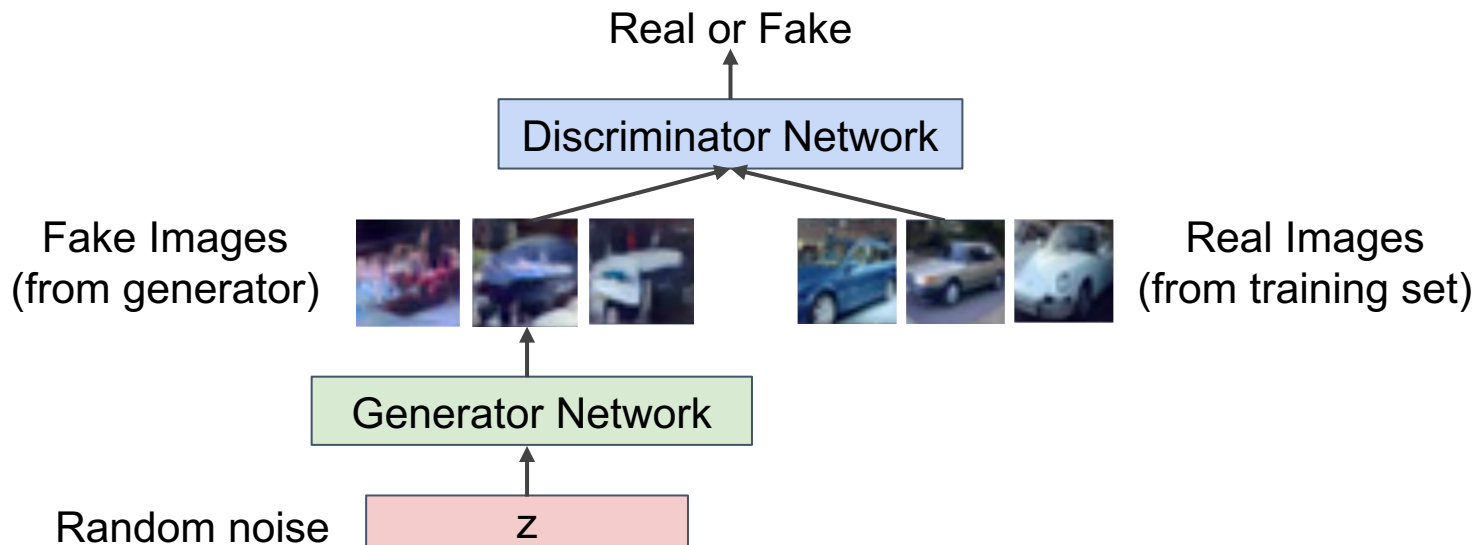 Real or Fake
Discriminator Network
Fake Images
(from generator)
Real Images
(from training set)
Generator Network
Random noise
z